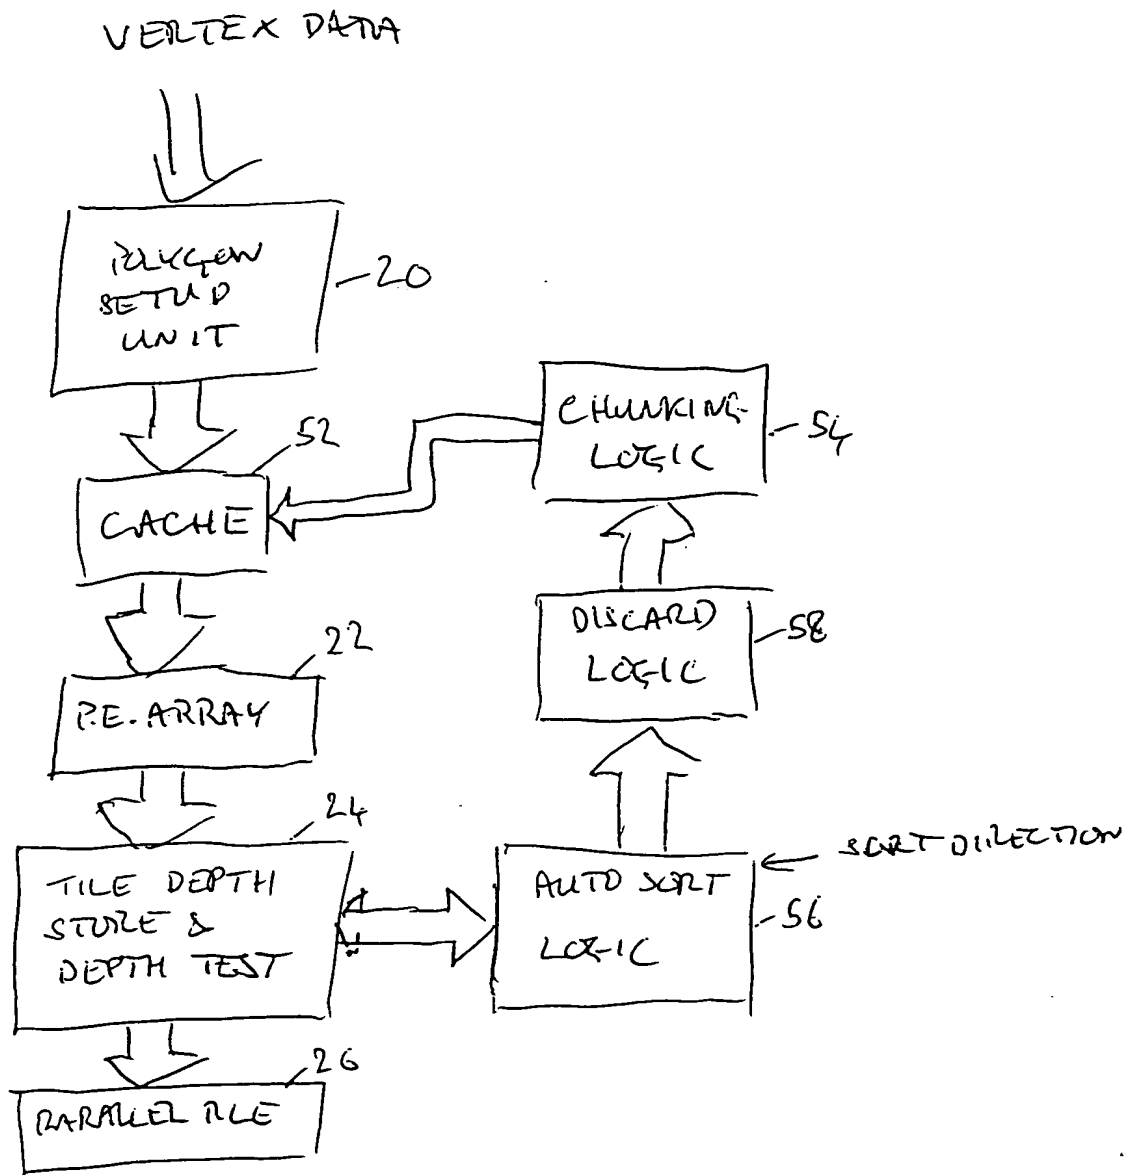 VERTEX DATA
POLYGON
SETUP
UNIT
20
CHUNKING
LOGIC
54
52
CACHE
DISCARD
LOGIC
58
22
P.E. ARRAY
24
TILE DEPTH
STORE &
DEPTH TEST
AUTO SORT
LOGIC
SORT DIRECTION
56
26
PARALLEL RLE